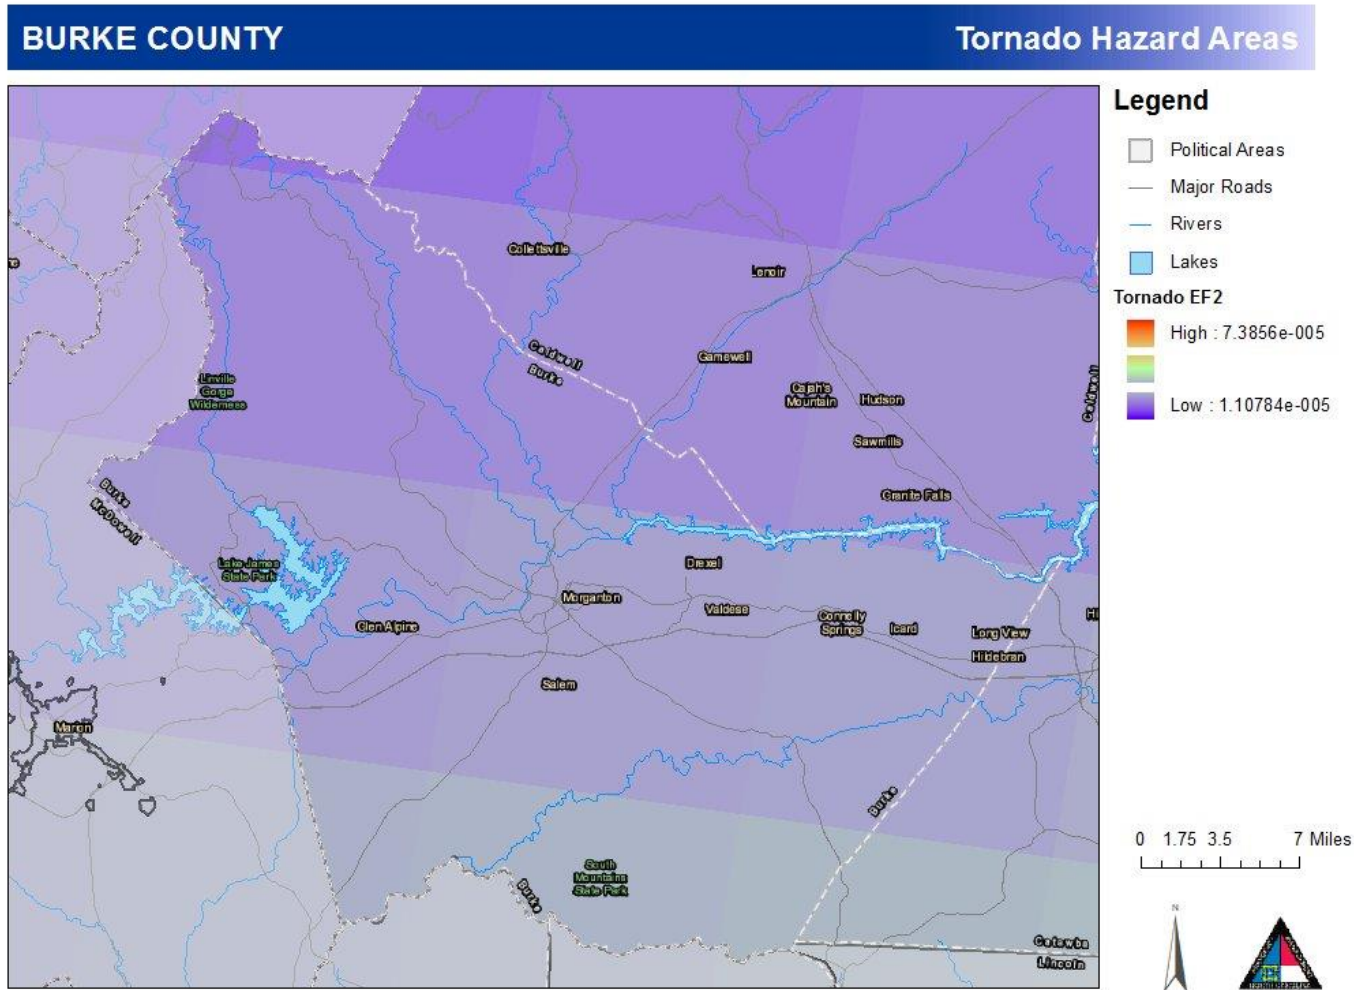 BURKE COUNTY
Tornado Hazard Areas
Legend
Political Areas
Major Roads
Rivers
Lakes
Tornado EF2
High : 7.3856e-005
Low : 1.10784e-005
Collettsville
Lenoir
Caldwell
Burke
Gamewell
Linville
Gorge
Wilderness
Cajah's
Mountain
Hudson
Caldwell
Sawmills
Granite Falls
Burke
McDowell
Lake James
State Park
Drexel
Morganton
Valdese
Glen Alpine
Connolly
Springs
Icard
Long View
Hildebran
Salem
Marion
Burke
South
Mountains
State Park
Burke
Catawba
Lincoln
0 1.75 3.5 7 Miles
N